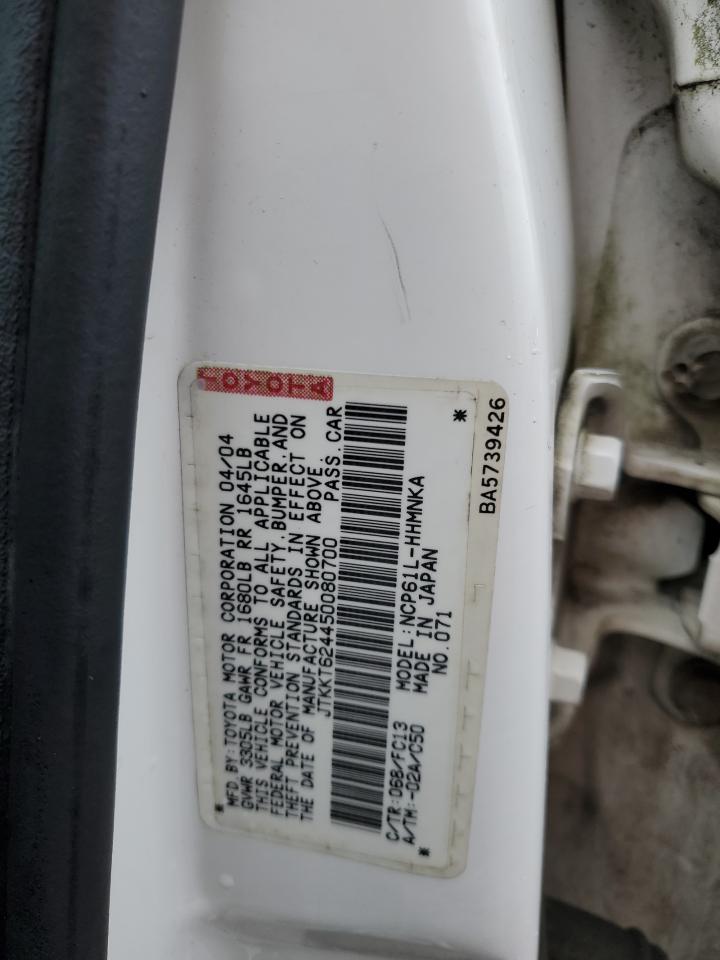 TOYOTA
* MFD.BY:TOYOTA MOTOR CORPORATION 04/04
GVWR 3305LB GAWR FR 1680LB RR 1645LB
THIS VEHICLE CONFORMS TO ALL APPLICABLE
FEDERAL MOTOR VEHICLE SAFETY,BUMPER,AND
THEFT PREVENTION STANDARDS IN EFFECT ON
THE DATE OF MANUFACTURE SHOWN ABOVE.
JTKKT624450080700 PASS.CAR
C/TR:068/FC13 MODEL:NCP61L-HHMNKA
A/TM:-02A/C50 MADE IN JAPAN
* NO.071 *
BA5739426